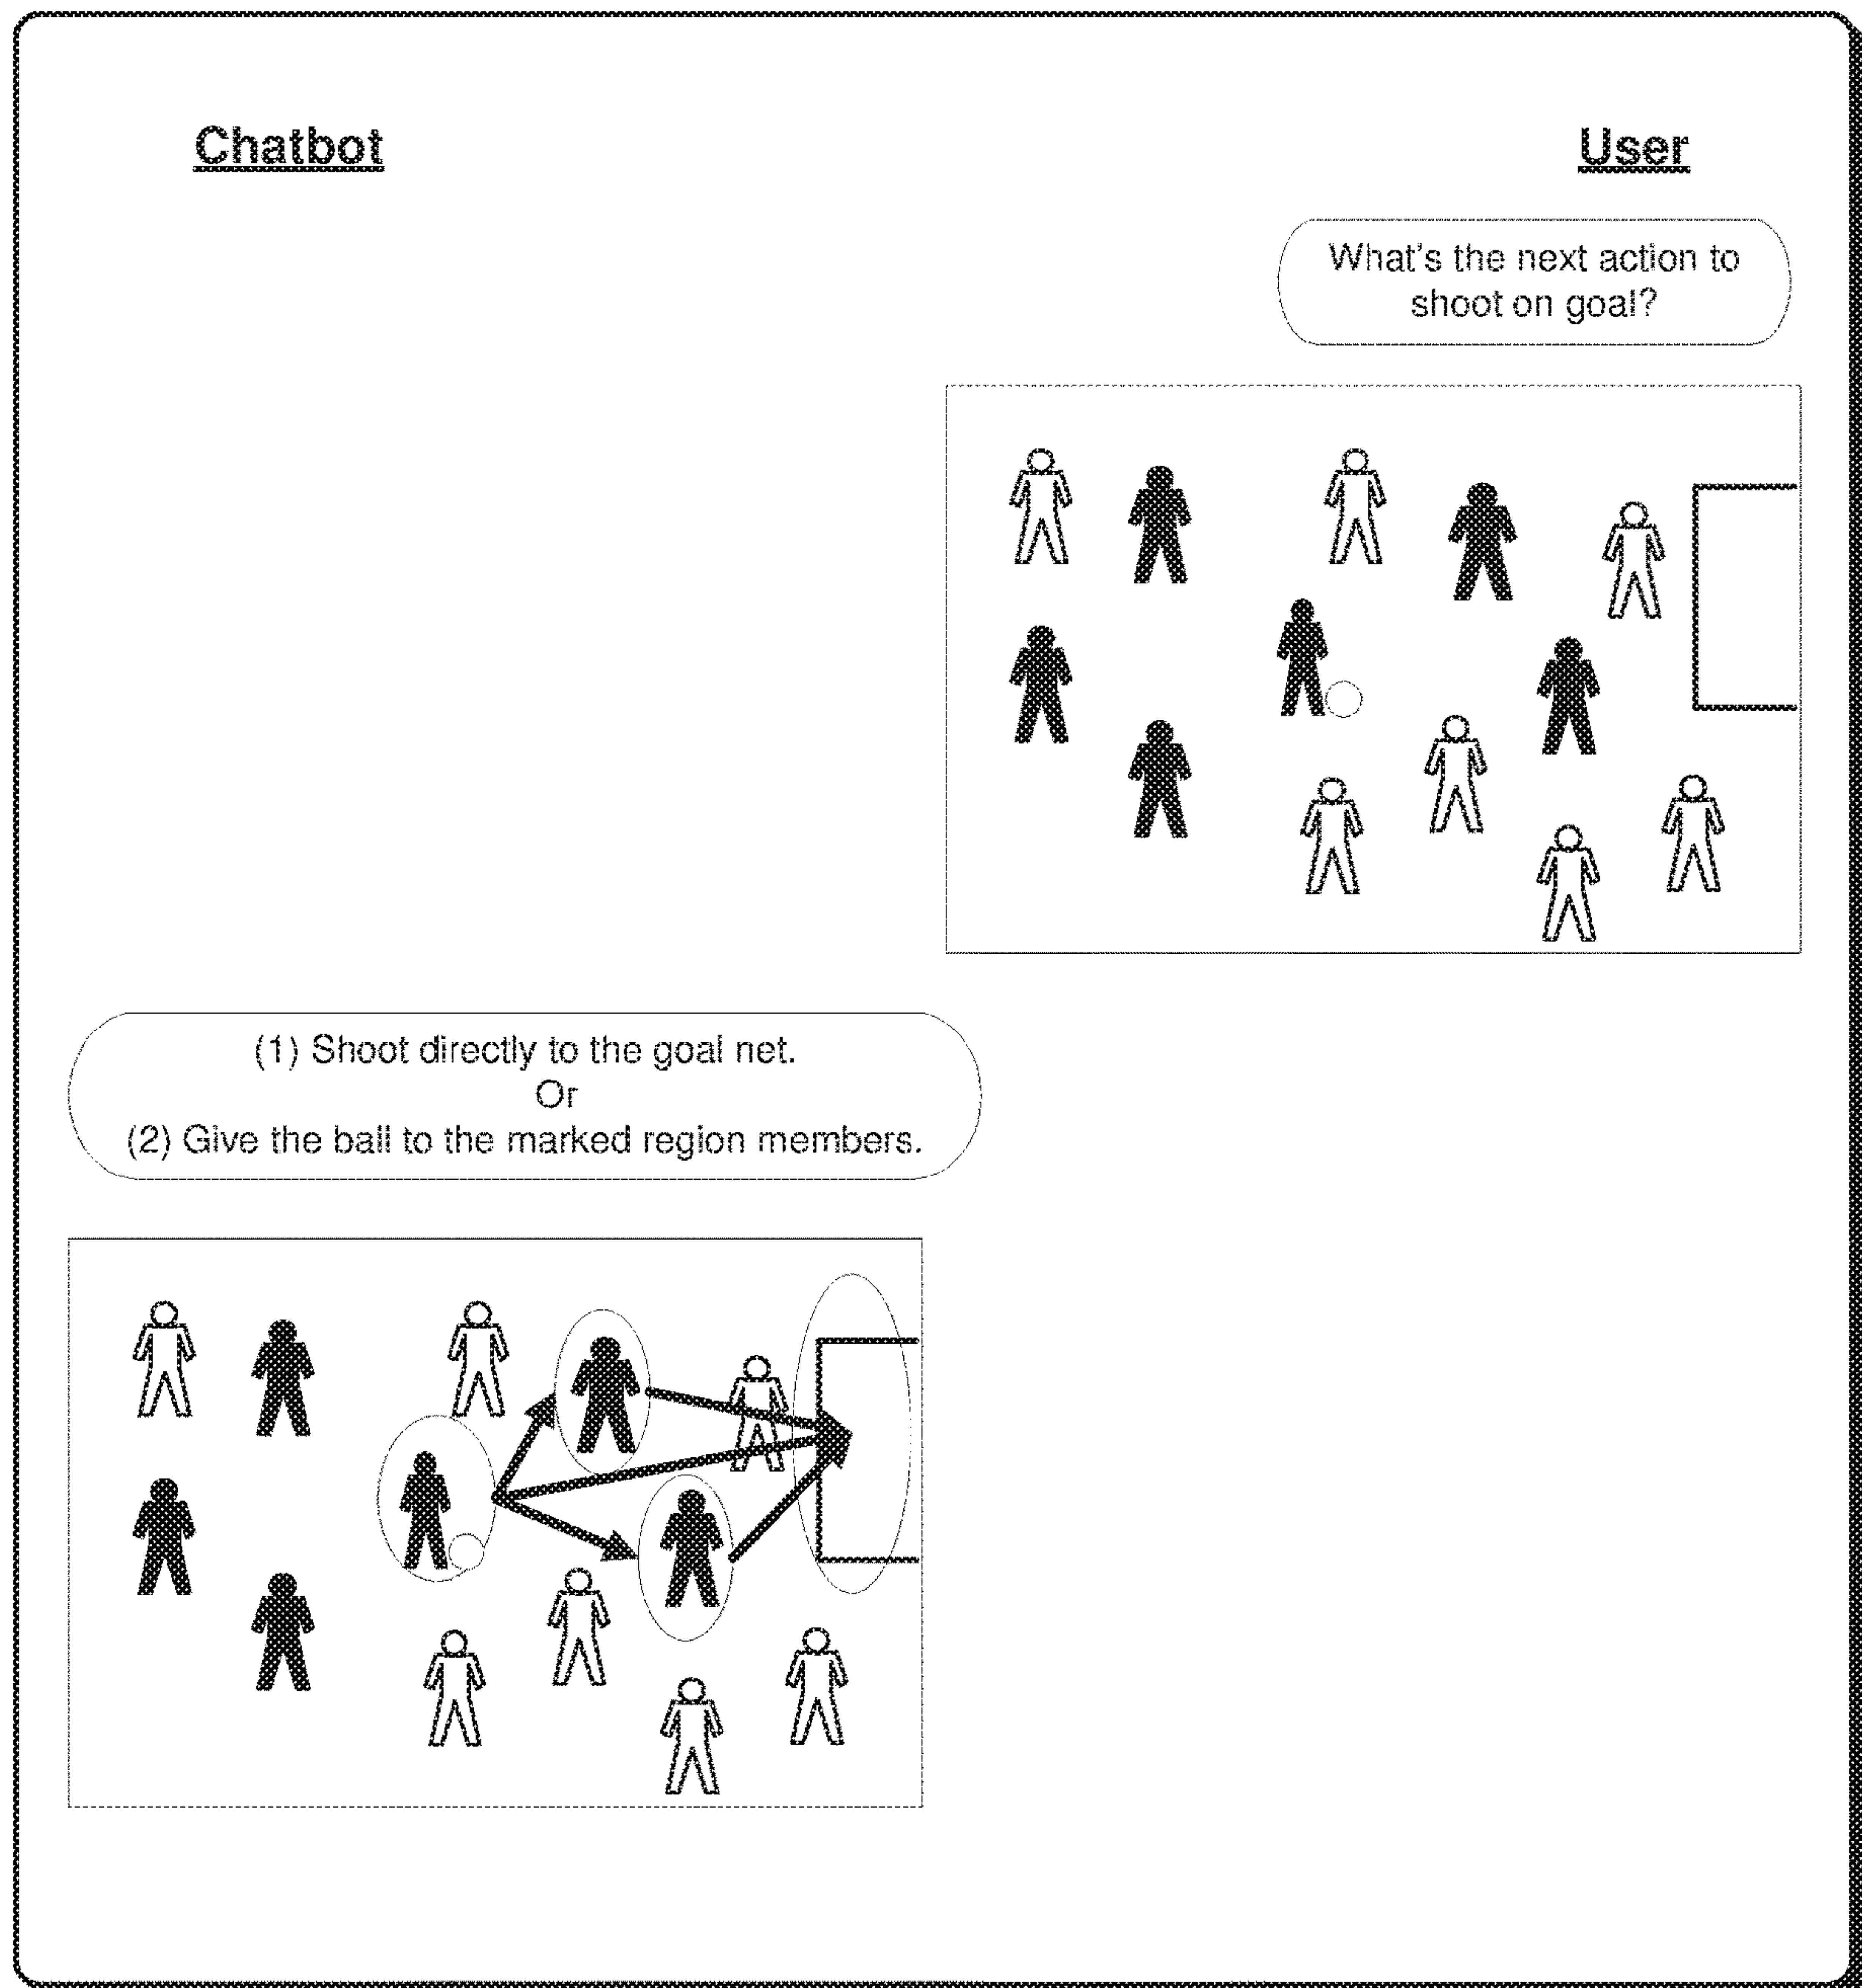 Chatbot
User
What's the next action to
shoot on goal?
(1) Shoot directly to the goal net.
Or
(2) Give the ball to the marked region members.